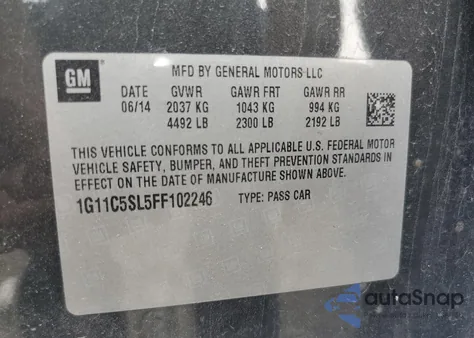 GM
MFD BY GENERAL MOTORS LLC
DATE GVWR GAWR FRT GAWR RR
06/14 2037 KG 1043 KG 994 KG
4492 LB 2300 LB 2192 LB
THIS VEHICLE CONFORMS TO ALL APPLICABLE U.S. FEDERAL MOTOR
VEHICLE SAFETY, BUMPER, AND THEFT PREVENTION STANDARDS IN
EFFECT ON THE DATE OF MANUFACTURE SHOWN ABOVE.
1G11C5SL5FF102246 TYPE: PASS CAR
autoSnap